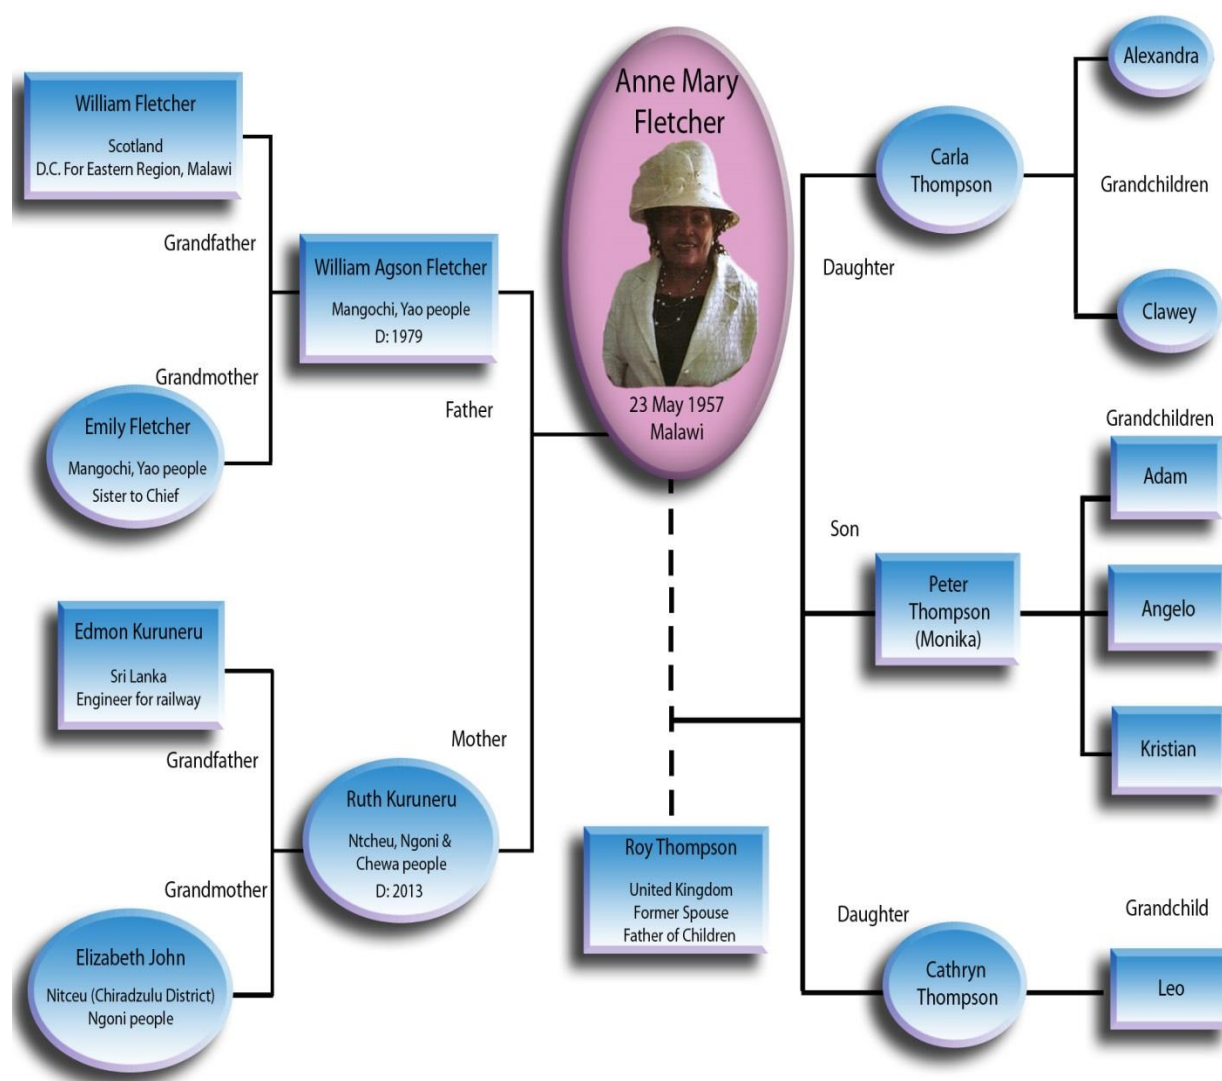 William Fletcher
Scotland
D.C. For Eastern Region, Malawi
Grandfather
William Agson Fletcher
Mangochi, Yao people
D: 1979
Grandmother
Emily Fletcher
Mangochi, Yao people
Sister to Chief
Father
Edmon Kuruneru
Sri Lanka
Engineer for railway
Grandfather
Mother
Ruth Kuruneru
Ntcheu, Ngoni &
Chewa people
D: 2013
Grandmother
Elizabeth John
Nitceu (Chiradzulu District)
Ngoni people
Anne Mary
Fletcher
23 May 1957
Malawi
Roy Thompson
United Kingdom
Former Spouse
Father of Children
Daughter
Carla
Thompson
Alexandra
Grandchildren
Clawey
Son
Peter
Thompson
(Monika)
Grandchildren
Adam
Angelo
Kristian
Daughter
Cathryn
Thompson
Grandchild
Leo